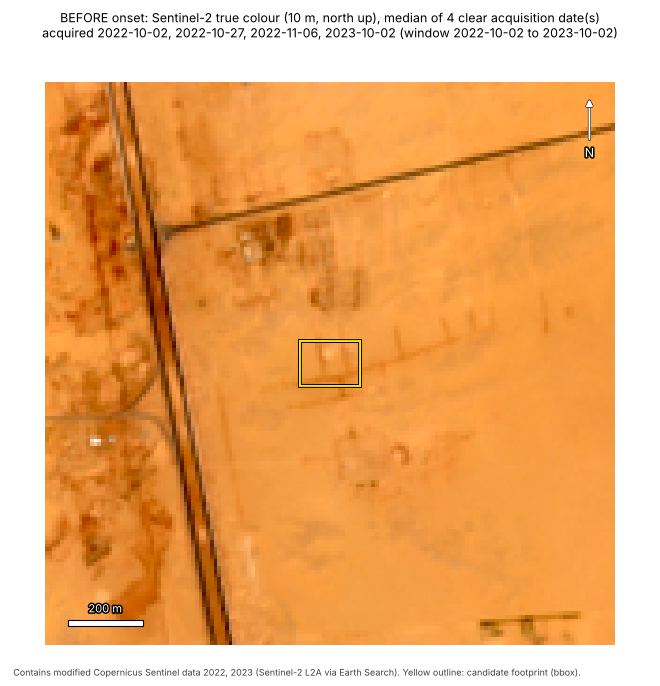 BEFORE onset: Sentinel-2 true colour (10 m, north up), median of 4 clear acquisition date(s)
acquired 2022-10-02, 2022-10-27, 2022-11-06, 2023-10-02 (window 2022-10-02 to 2023-10-02)
N
200 m
Contains modified Copernicus Sentinel data 2022, 2023 (Sentinel-2 L2A via Earth Search). Yellow outline: candidate footprint (bbox).